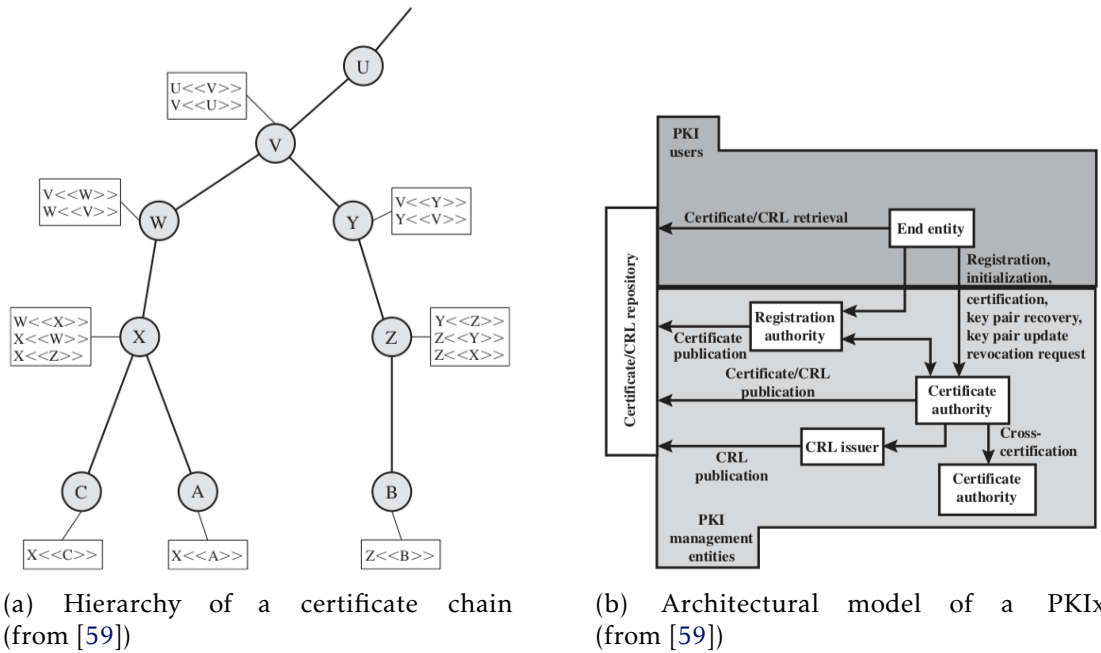 U
U<<V>>
V<<U>>
V
V<<W>>
W<<V>>
W
Y
V<<Y>>
Y<<V>>
W<<X>>
X<<W>>
X<<Z>>
X
Z
Y<<Z>>
Z<<Y>>
Z<<X>>
C
A
B
X<<C>>
X<<A>>
Z<<B>>
(a) Hierarchy of a certificate chain
(from [59])
PKI
users
Certificate/CRL repository
Certificate/CRL retrieval
End entity
Registration,
initialization,
certification,
key pair recovery,
key pair update
revocation request
Registration
authority
Certificate
publication
Certificate/CRL
publication
Certificate
authority
CRL issuer
CRL
publication
Cross-
certification
Certificate
authority
PKI
management
entities
(b) Architectural model of a PKIx
(from [59])